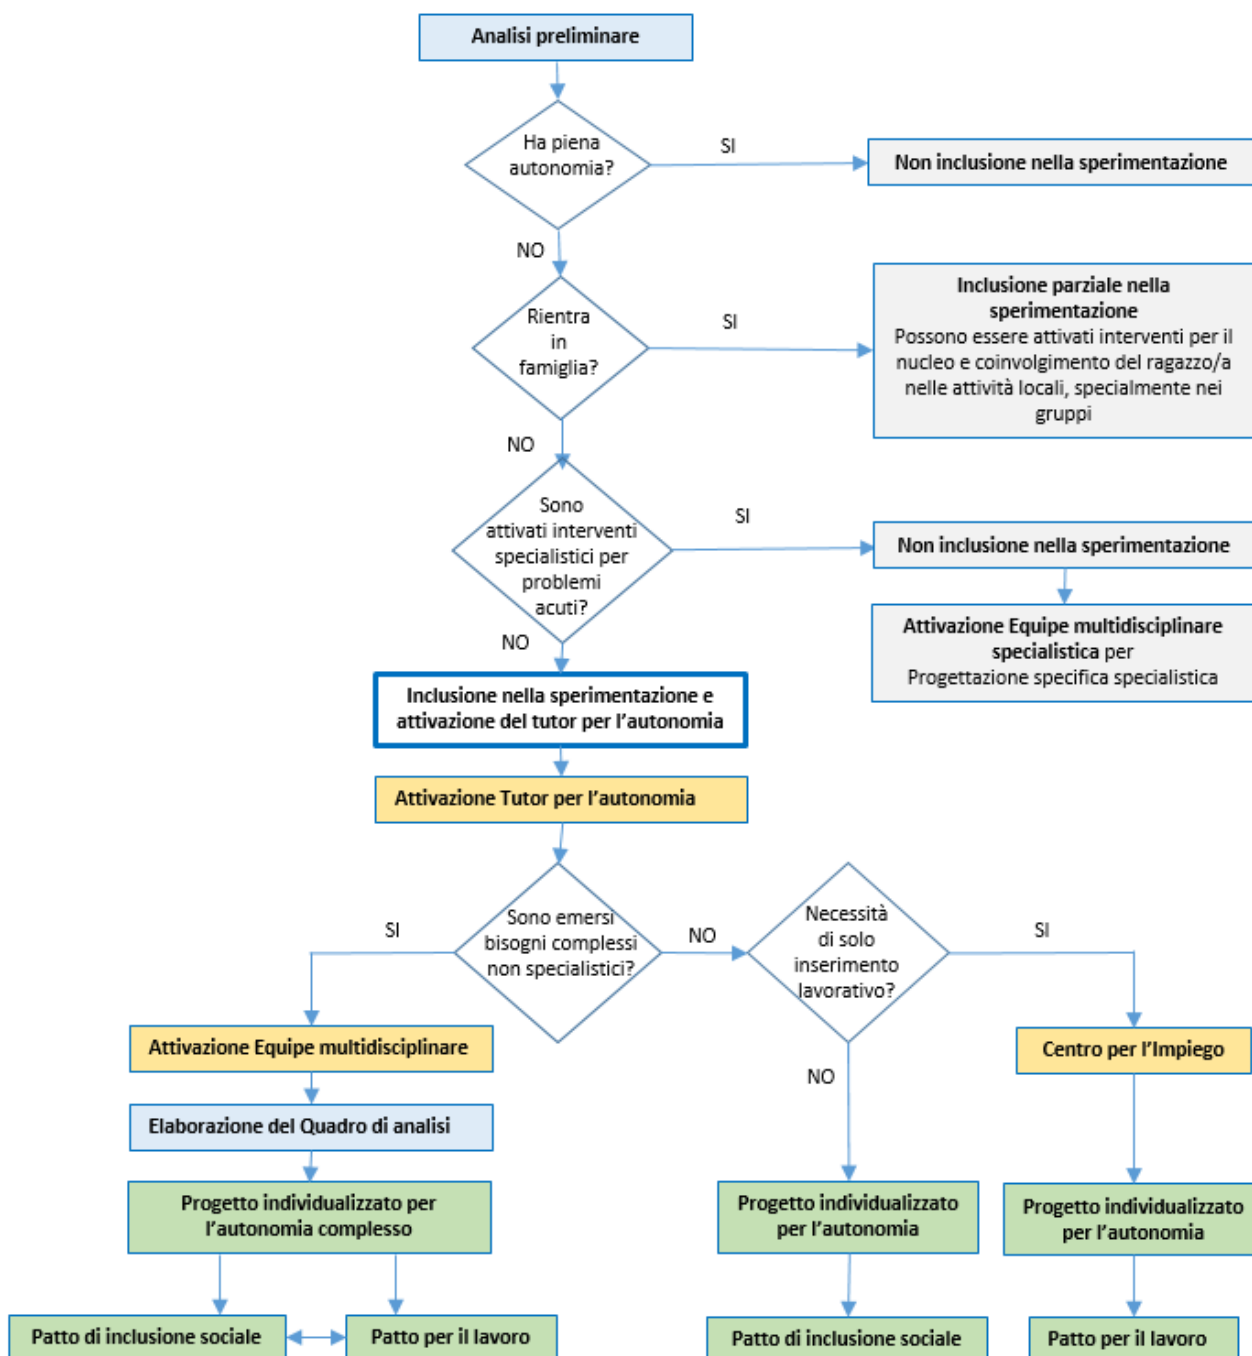 Analisi preliminare
Ha piena
autonomia?
SI
Non inclusione nella sperimentazione
NO
Rientra
in
famiglia?
SI
Inclusione parziale nella
sperimentazione
Possono essere attivati interventi per il
nucleo e coinvolgimento del ragazzo/a
nelle attività locali, specialmente nei
gruppi
NO
Sono
attivati interventi
specialistici per
problemi
acuti?
SI
Non inclusione nella sperimentazione
Attivazione Equipe multidisciplinare
specialistica per
Progettazione specifica specialistica
NO
Inclusione nella sperimentazione e
attivazione del tutor per l'autonomia
Attivazione Tutor per l'autonomia
Sono emersi
bisogni complessi
non specialistici?
SI
NO
Necessità
di solo
inserimento
lavorativo?
SI
NO
Attivazione Equipe multidisciplinare
Centro per l'Impiego
Elaborazione del Quadro di analisi
Progetto individualizzato per
l'autonomia complesso
Progetto individualizzato
per l'autonomia
Progetto individualizzato
per l'autonomia
Patto di inclusione sociale
Patto per il lavoro
Patto di inclusione sociale
Patto per il lavoro